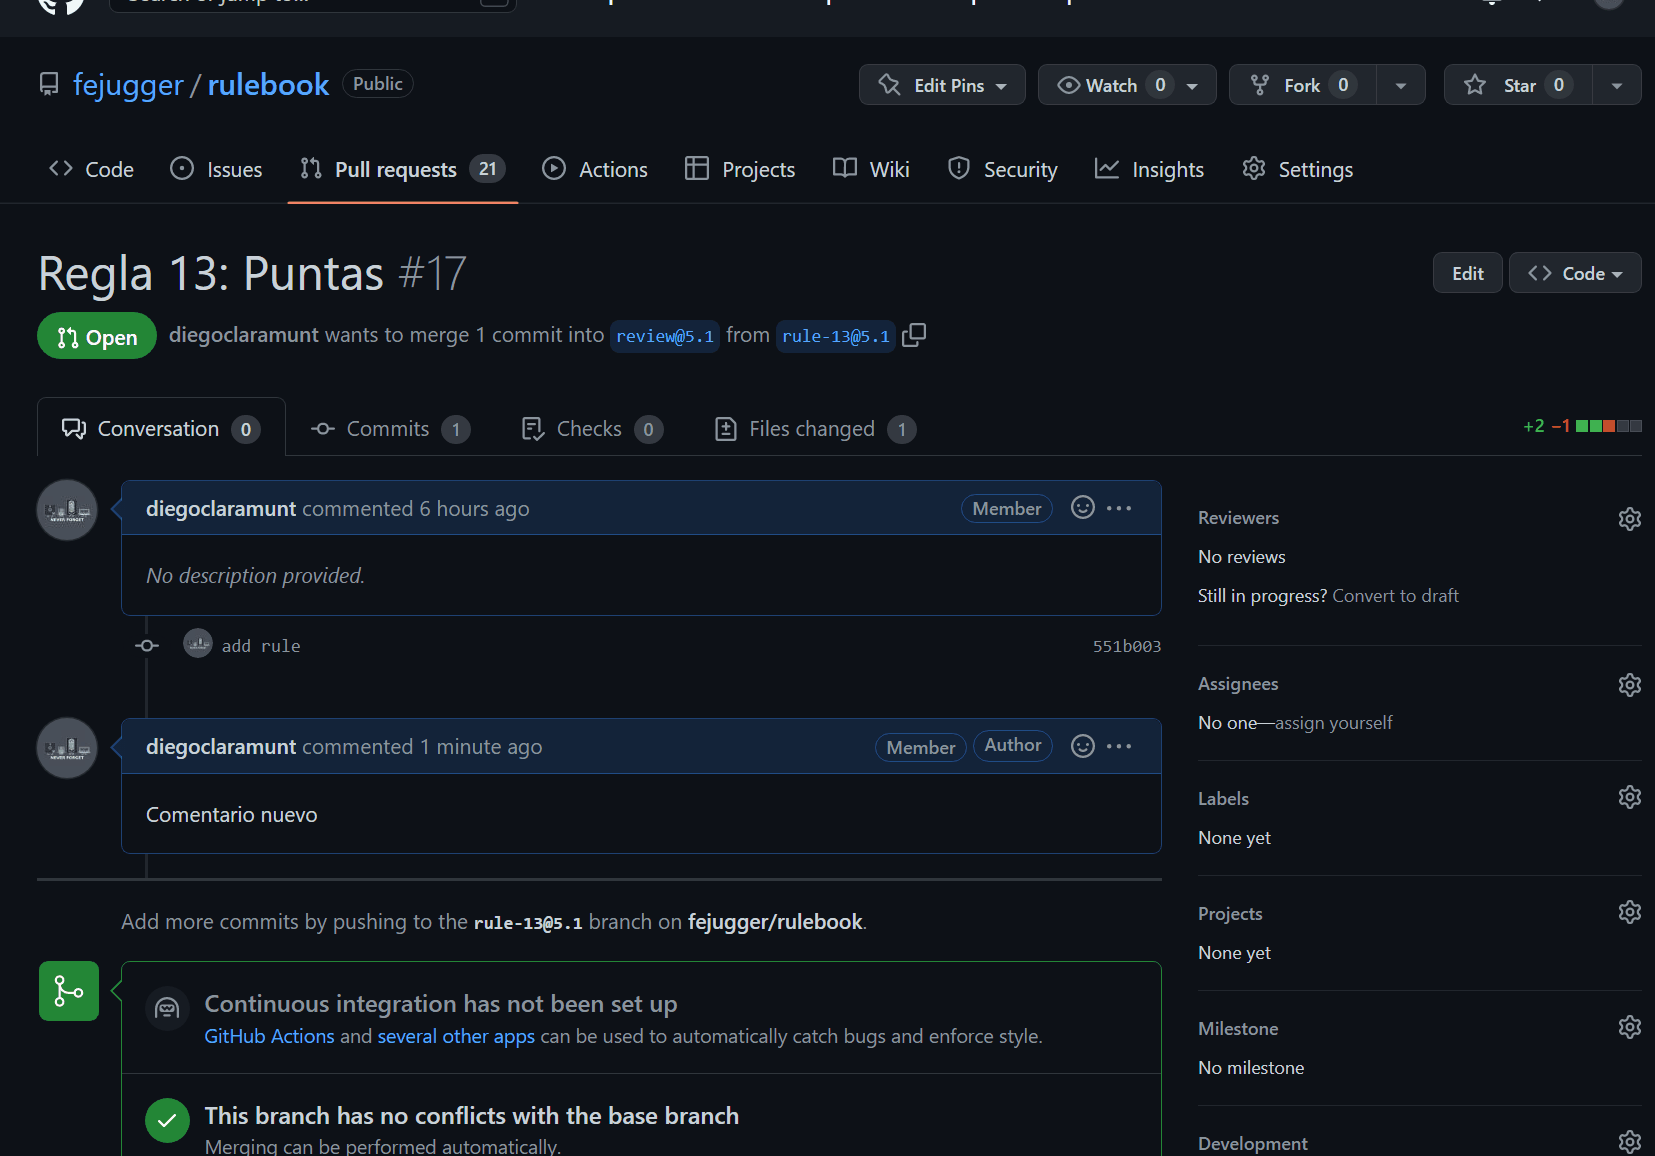 fejugger / rulebook Public
Edit Pins Watch 0 Fork 0 Star 0
Code Issues Pull requests 21 Actions Projects Wiki Security Insights Settings
Regla 13: Puntas #17
Edit Code
Open diegoclaramunt wants to merge 1 commit into review@5.1 from rule-13@5.1
Conversation 0 Commits 1 Checks 0 Files changed 1
+2 −1
diegoclaramunt commented 6 hours ago Member
No description provided.
add rule 551b003
diegoclaramunt commented 1 minute ago Member Author
Comentario nuevo
Add more commits by pushing to the rule-13@5.1 branch on fejugger/rulebook.
Continuous integration has not been set up
GitHub Actions and several other apps can be used to automatically catch bugs and enforce style.
This branch has no conflicts with the base branch
Merging can be performed automatically.
Reviewers
No reviews
Still in progress? Convert to draft
Assignees
No one—assign yourself
Labels
None yet
Projects
None yet
Milestone
No milestone
Development